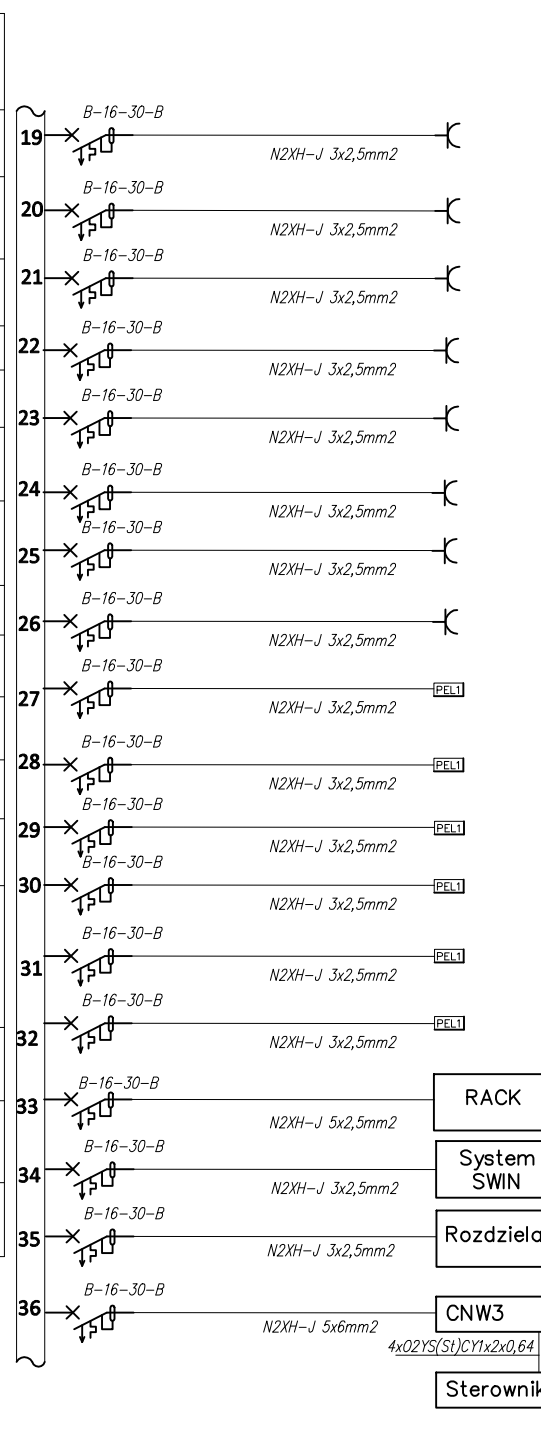 B-16-30-B
19
N2XH-J 3x2,5mm2
B-16-30-B
20
N2XH-J 3x2,5mm2
B-16-30-B
21
N2XH-J 3x2,5mm2
B-16-30-B
22
N2XH-J 3x2,5mm2
B-16-30-B
23
N2XH-J 3x2,5mm2
B-16-30-B
24
N2XH-J 3x2,5mm2
B-16-30-B
25
N2XH-J 3x2,5mm2
B-16-30-B
26
N2XH-J 3x2,5mm2
B-16-30-B
27 PEL1
N2XH-J 3x2,5mm2
B-16-30-B
28 PEL1
N2XH-J 3x2,5mm2
B-16-30-B
29 PEL1
N2XH-J 3x2,5mm2
B-16-30-B
30 PEL1
N2XH-J 3x2,5mm2
B-16-30-B
31 PEL1
N2XH-J 3x2,5mm2
B-16-30-B
32 PEL1
N2XH-J 3x2,5mm2
B-16-30-B
33 RACK
N2XH-J 5x2,5mm2
B-16-30-B
34 System
SWIN
N2XH-J 3x2,5mm2
B-16-30-B
35 Rozdziela
N2XH-J 3x2,5mm2
B-16-30-B
36 CNW3
N2XH-J 5x6mm2
4xO2YS(St)CY1x2x0,64
Sterownik